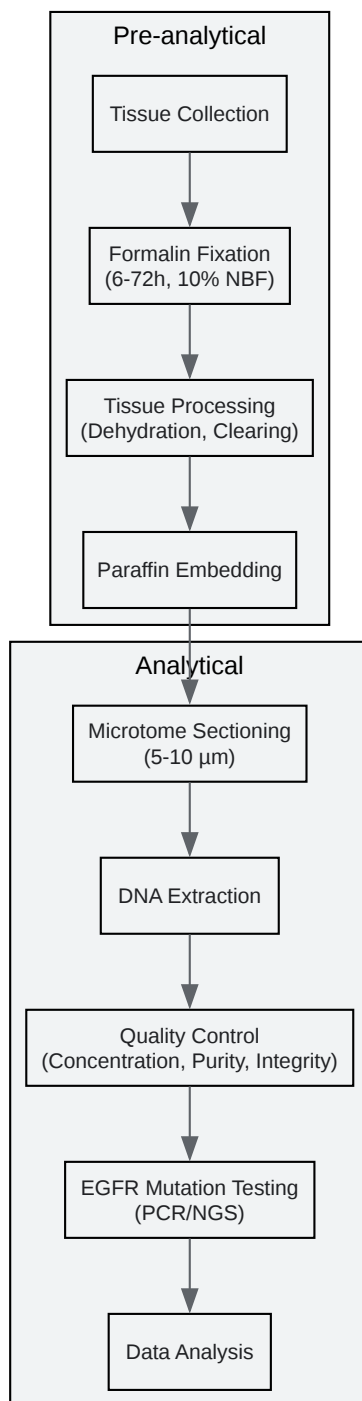 Pre-analytical
Tissue Collection
Formalin Fixation
(6-72h, 10% NBF)
Tissue Processing
(Dehydration, Clearing)
Paraffin Embedding
Analytical
Microtome Sectioning
(5-10 µm)
DNA Extraction
Quality Control
(Concentration, Purity, Integrity)
EGFR Mutation Testing
(PCR/NGS)
Data Analysis